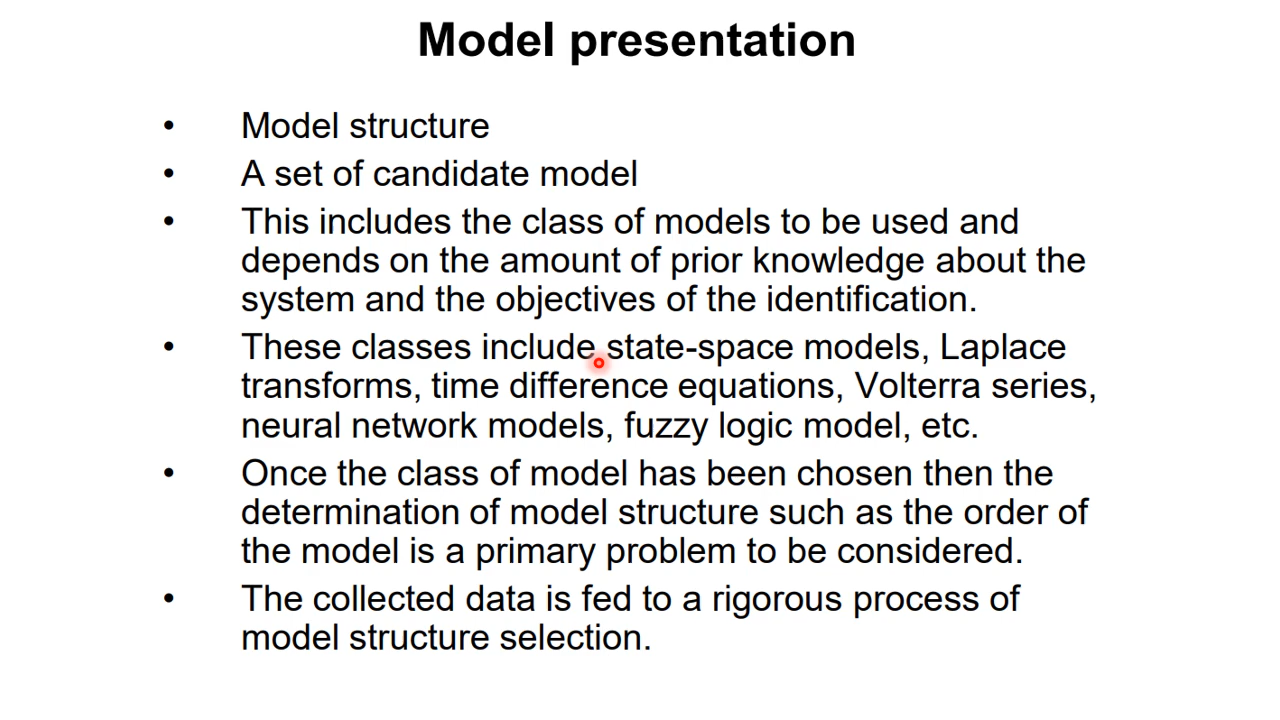 Model presentation
• Model structure
• A set of candidate model
• This includes the class of models to be used and
depends on the amount of prior knowledge about the
system and the objectives of the identification.
• These classes include state-space models, Laplace
transforms, time difference equations, Volterra series,
neural network models, fuzzy logic model, etc.
• Once the class of model has been chosen then the
determination of model structure such as the order of
the model is a primary problem to be considered.
• The collected data is fed to a rigorous process of
model structure selection.